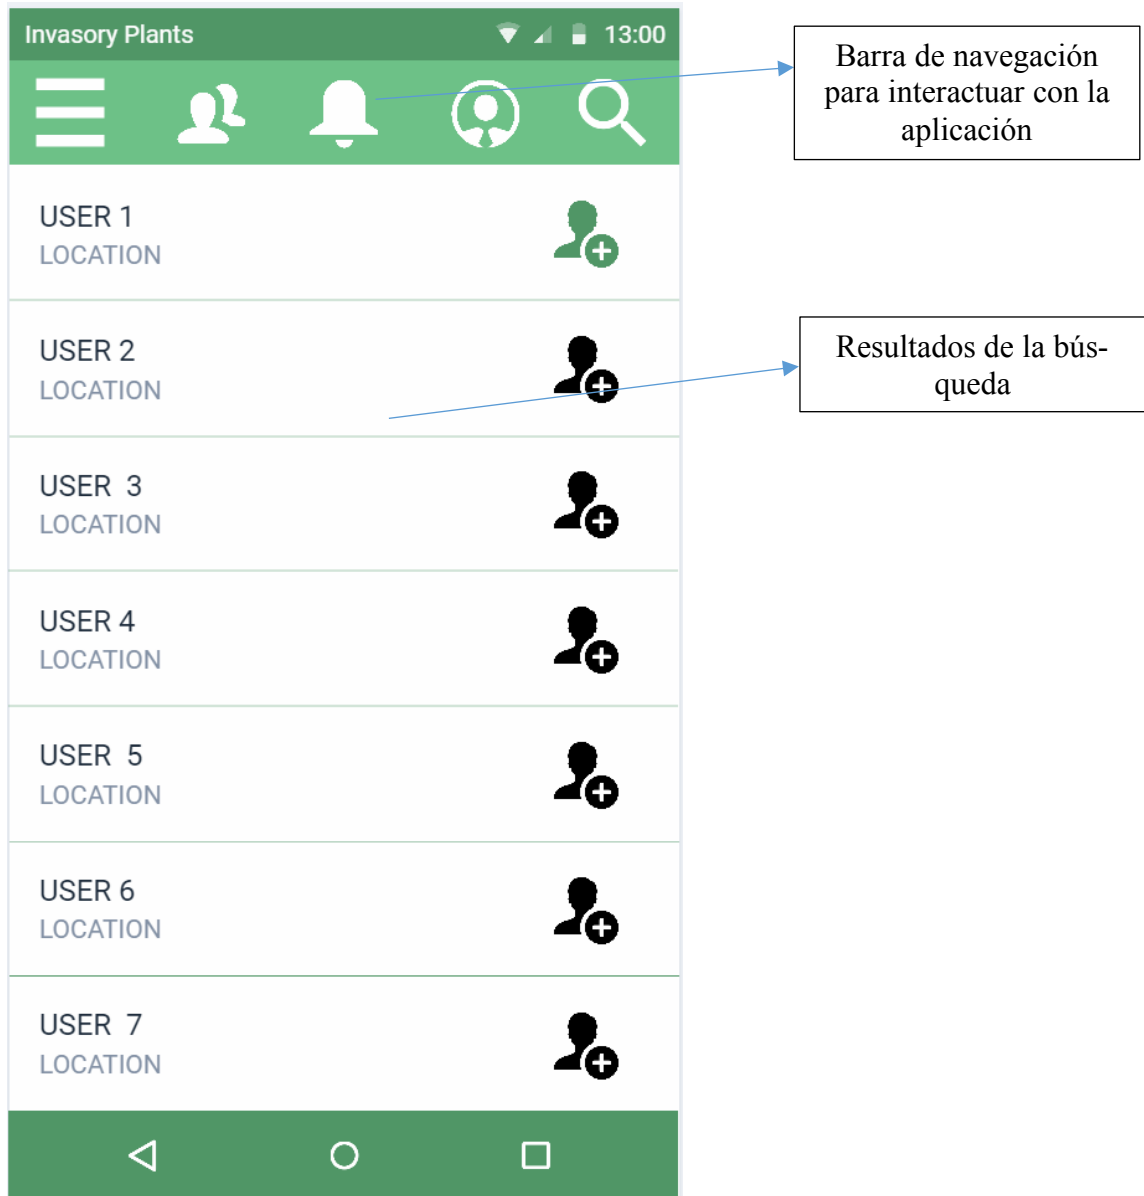 Invasory Plants 13:00
Barra de navegación
para interactuar con la
aplicación
USER 1
LOCATION
USER 2
LOCATION
Resultados de la bús-
queda
USER  3
LOCATION
USER 4
LOCATION
USER  5
LOCATION
USER 6
LOCATION
USER  7
LOCATION